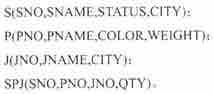 S(SNO,SNAME,STATUS,CITY);
P(PNO,PNAME,COLOR,WEIGHT);
J(JNO,JNAME,CITY);
SPJ(SNO,PNO,JNO,QTY)。